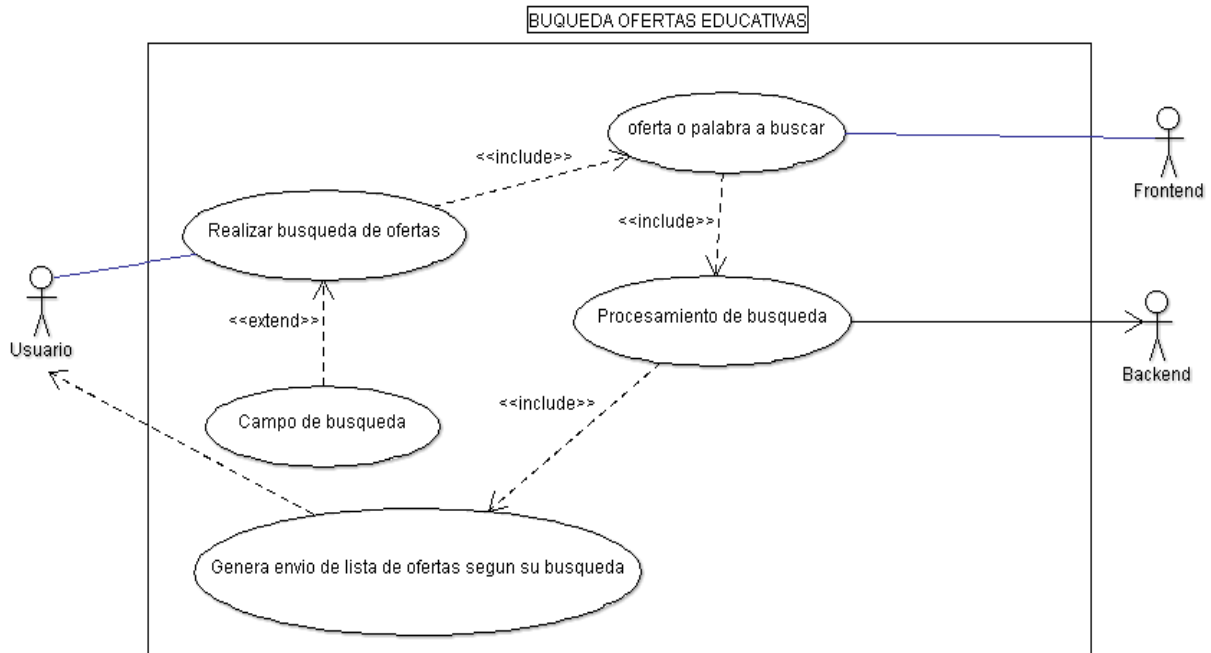 BUQUEDA OFERTAS EDUCATIVAS
oferta o palabra a buscar
<<include>>
Frontend
Realizar busqueda de ofertas
<<include>>
Procesamiento de busqueda
<<extend>>
Usuario
Backend
<<include>>
Campo de busqueda
Genera envio de lista de ofertas segun su busqueda